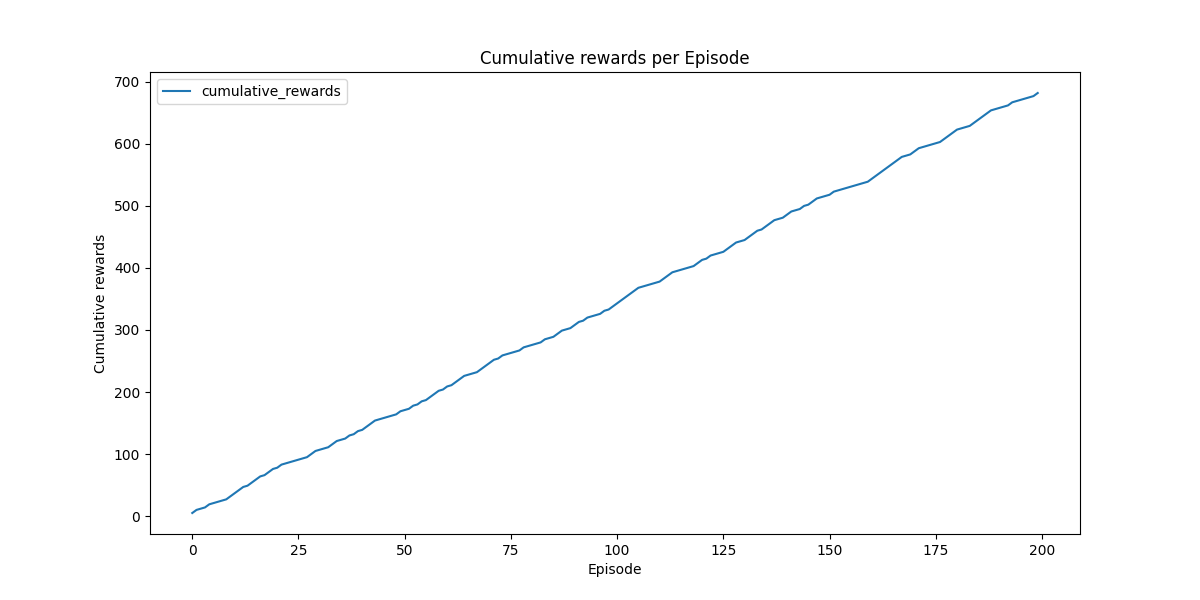 Cumulative rewards per Episode
cumulative_rewards
700
600
500
400
300
200
100
0
Cumulative rewards
0 25 50 75 100 125 150 175 200
Episode